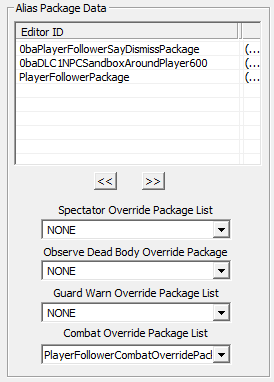 Alias Package Data
Editor ID
0baPlayerFollowerSayDismissPackage (...
0baDLC1NPCSandboxAroundPlayer600 (...
PlayerFollowerPackage (...
<< >>
Spectator Override Package List
NONE
Observe Dead Body Override Package
NONE
Guard Warn Override Package List
NONE
Combat Override Package List
PlayerFollowerCombatOverridePacl